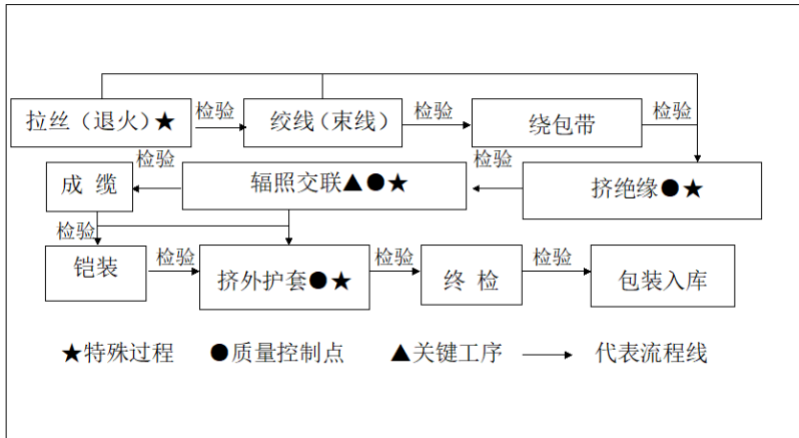 拉丝（退火）★ 检验 绞线（束线） 检验 绕包带 检验
成 缆 检验 辐照交联▲●★ 检验 挤绝缘●★
检验
铠装 检验 挤外护套●★ 检验 终 检 检验 包装入库
★特殊过程 ●质量控制点 ▲关键工序 代表流程线